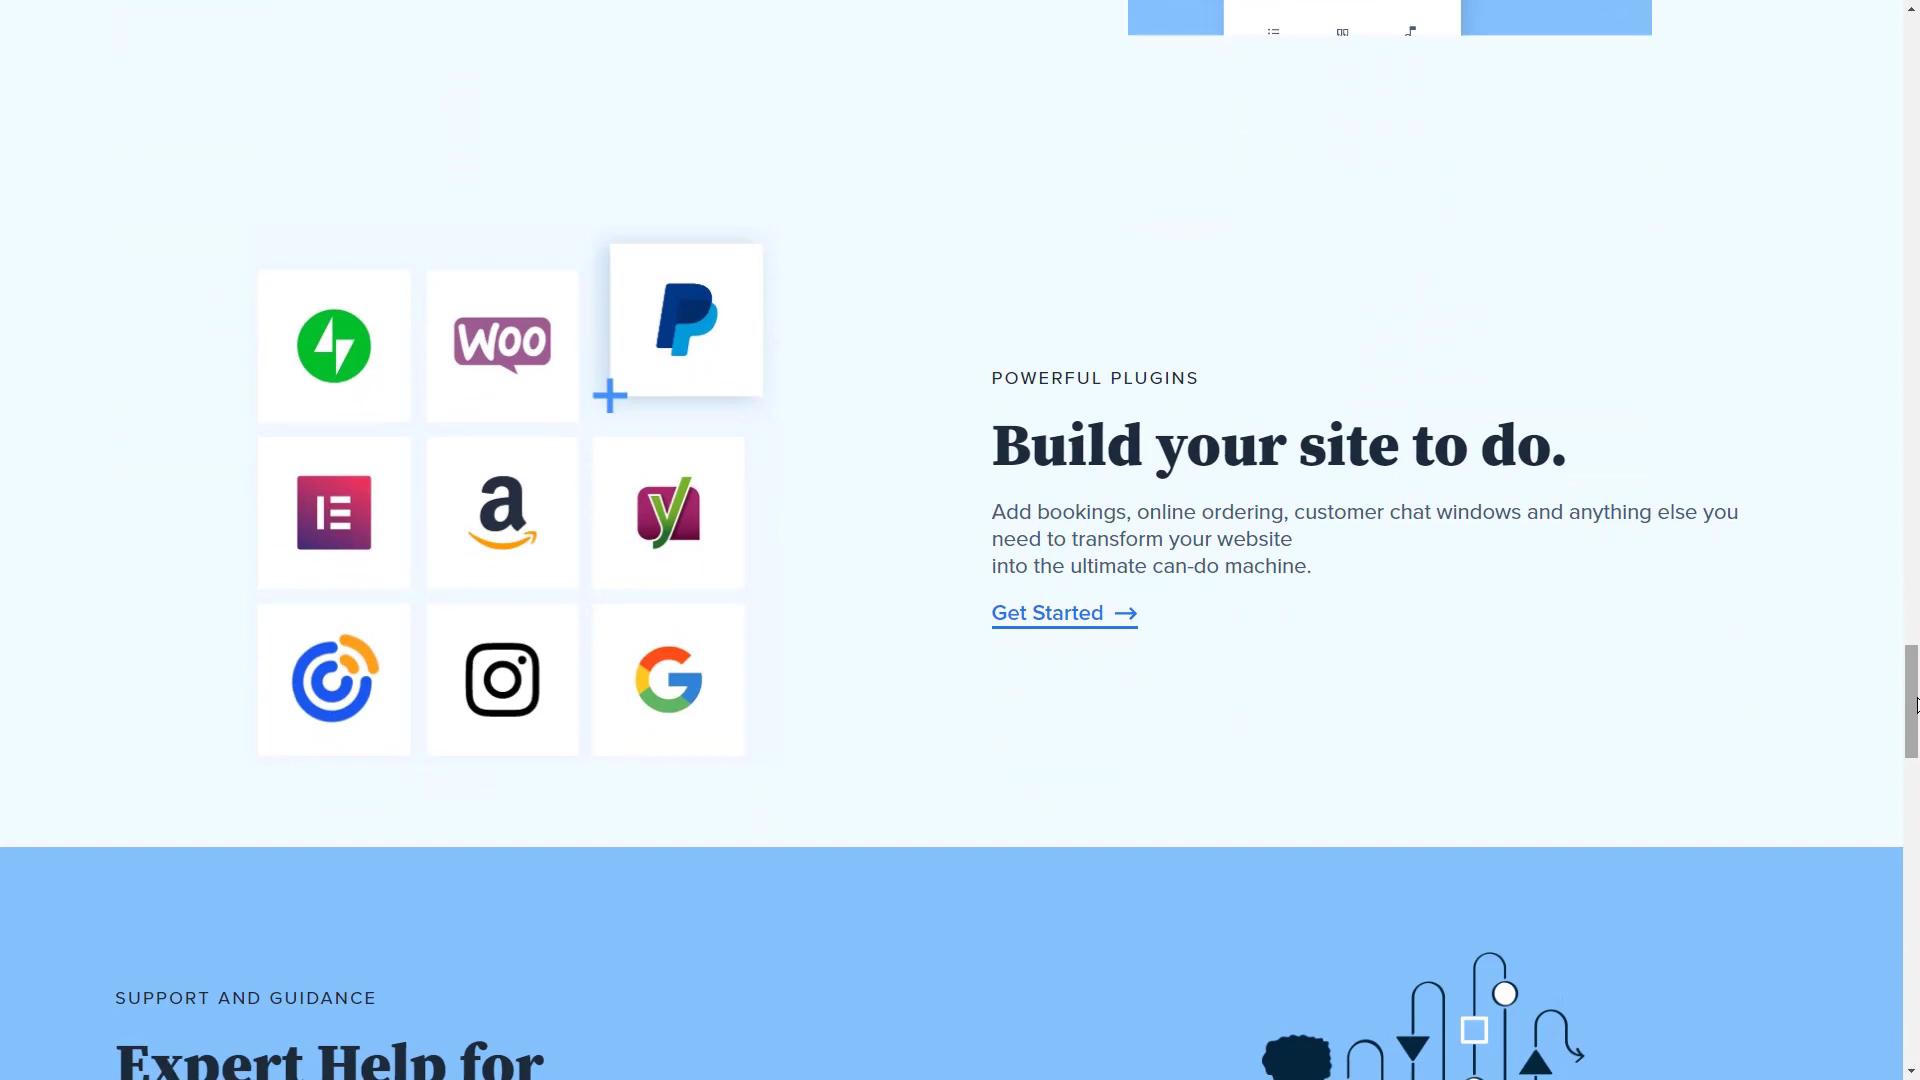 WOO
POWERFUL PLUGINS
Build your site to do.
Add bookings, online ordering, customer chat windows and anything else you
need to transform your website
into the ultimate can-do machine.
Get Started
SUPPORT AND GUIDANCE
Expert Help for